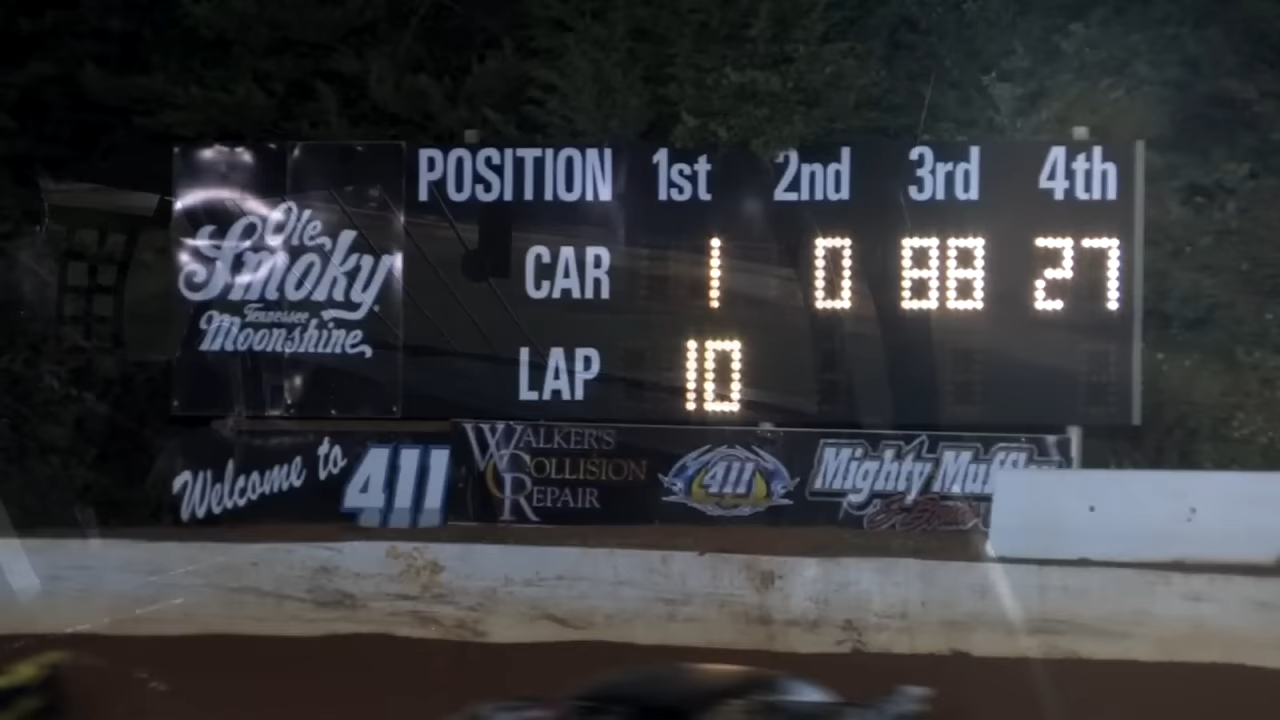 POSITION 1st 2nd 3rd 4th
CAR 1 0 88 27
LAP 10
Ole
Smoky
Tennessee
Moonshine
Welcome to 411
WALKER'S
COLLISION
REPAIR
411
Mighty